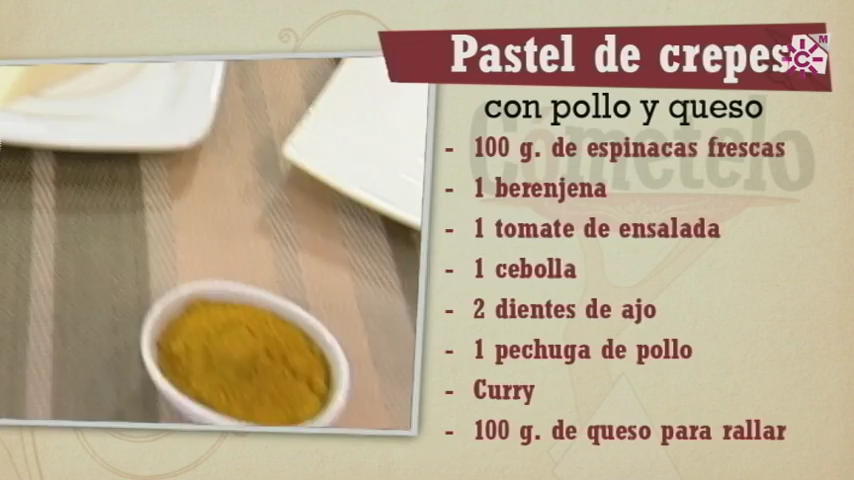 Pastel de crepes
con pollo y queso
Cometelo
- 100 g. de espinacas frescas
- 1 berenjena
- 1 tomate de ensalada
- 1 cebolla
- 2 dientes de ajo
- 1 pechuga de pollo
- Curry
- 100 g. de queso para rallar